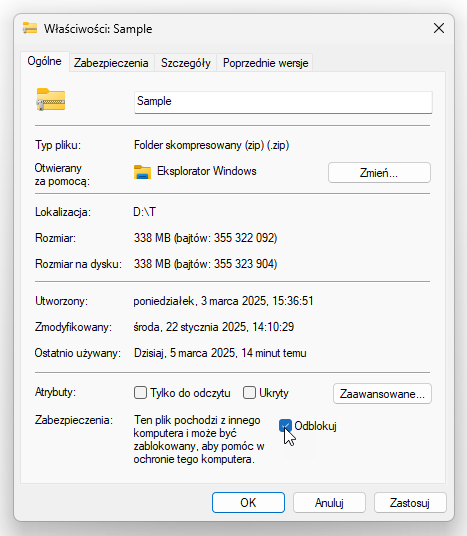 Właściwości: Sample
Ogólne Zabezpieczenia Szczegóły Poprzednie wersje
Sample
Typ pliku: Folder skompresowany (zip) (.zip)
Otwierany za pomocą: Eksplorator Windows Zmień...
Lokalizacja: D:\T
Rozmiar: 338 MB (bajtów: 355 322 092)
Rozmiar na dysku: 338 MB (bajtów: 355 323 904)
Utworzony: poniedziałek, 3 marca 2025, 15:36:51
Zmodyfikowany: środa, 22 stycznia 2025, 14:10:29
Ostatnio używany: Dzisiaj, 5 marca 2025, 14 minut temu
Atrybuty: Tylko do odczytu Ukryty Zaawansowane...
Zabezpieczenia: Ten plik pochodzi z innego
komputera i może być
zablokowany, aby pomóc w
ochronie tego komputera.
Odblokuj
OK Anuluj Zastosuj